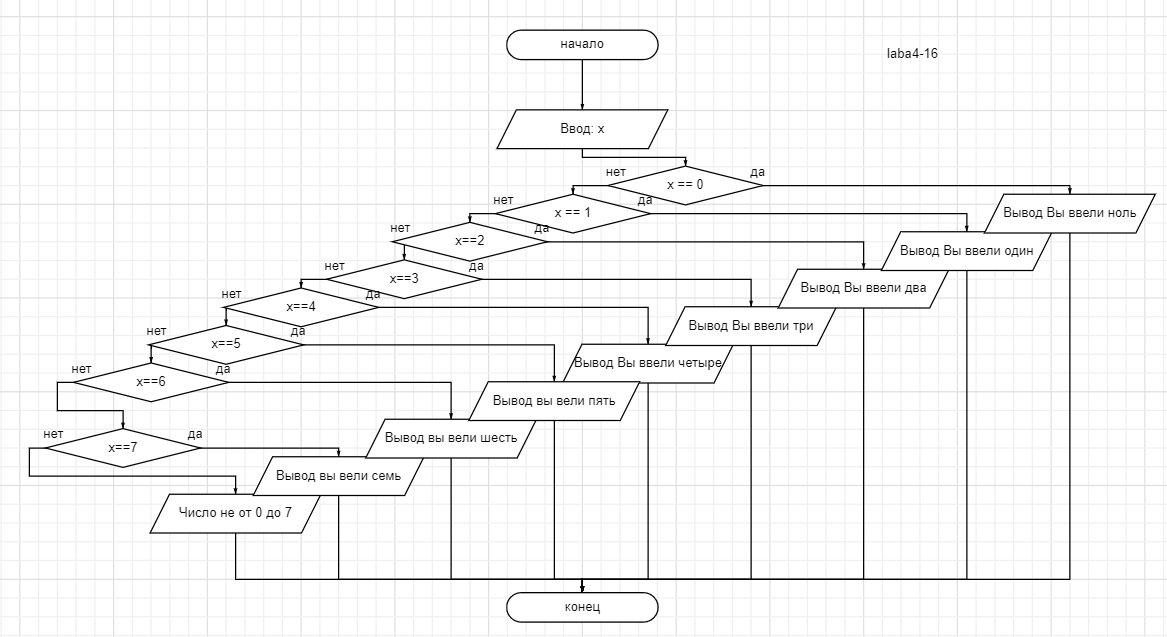 начало
laba4-16
Ввод: x
нет
да
x == 0
нет
да
x == 1
Вывод Вы ввели ноль
нет
да
x==2
Вывод Вы ввели один
нет
да
x==3
Вывод Вы ввели два
нет
да
x==4
Вывод Вы ввели три
нет
да
x==5
Вывод Вы ввели четыре
нет
да
x==6
Вывод вы вели пять
нет
да
x==7
Вывод вы вели шесть
Вывод вы вели семь
Число не от 0 до 7
конец